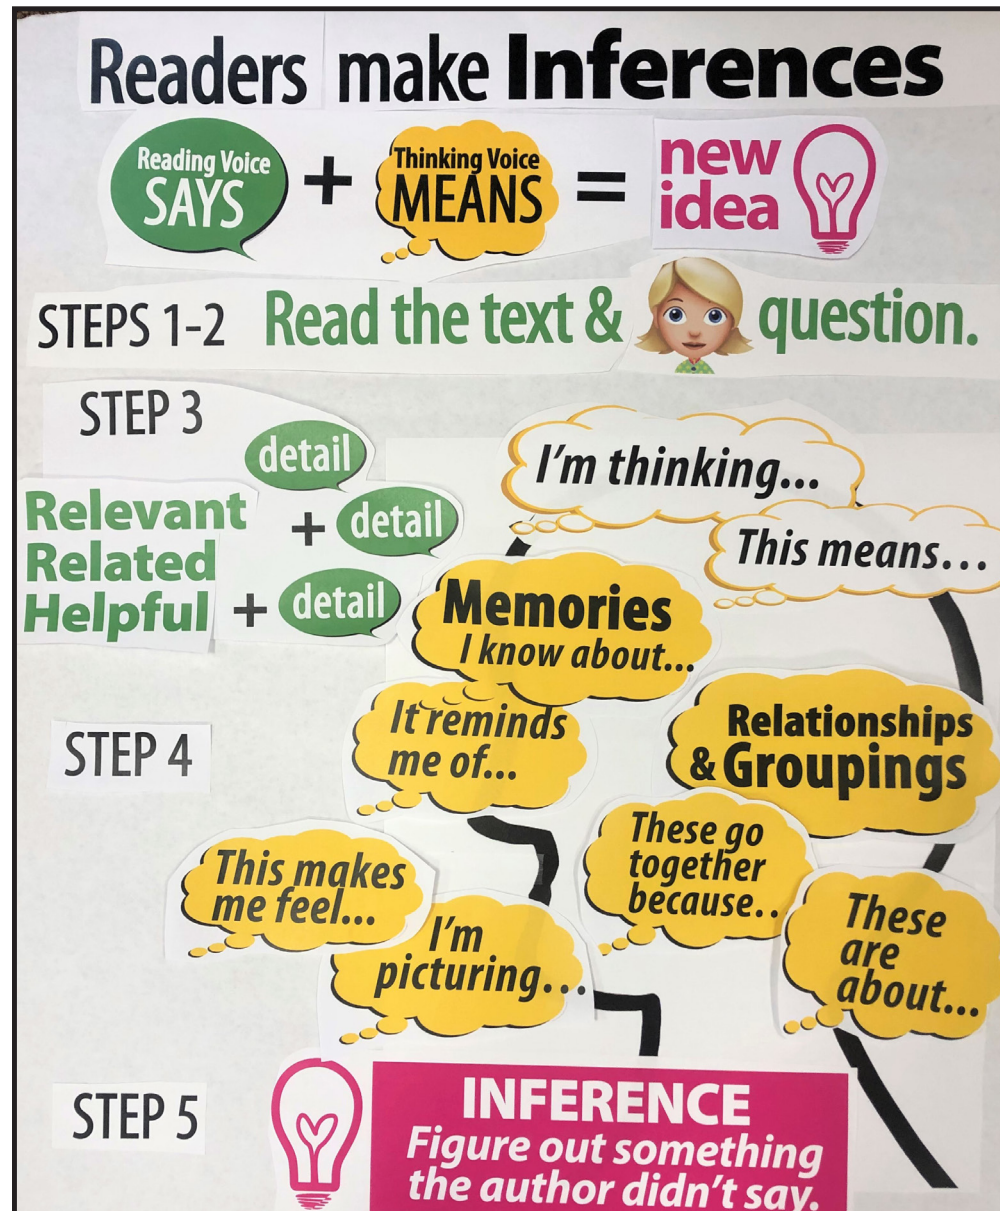 Readers make Inferences
Reading Voice
SAYS
+
Thinking Voice
MEANS
=
new
idea
STEPS 1-2 Read the text & question.
STEP 3
detail
Relevant
Related
Helpful
+ detail
+ detail
I'm thinking...
This means...
Memories
I know about...
It reminds
me of...
STEP 4
Relationships
& Groupings
This makes
me feel...
I'm
picturing...
These go
together
because..
These
are
about...
STEP 5
INFERENCE
Figure out something
the author didn't say.